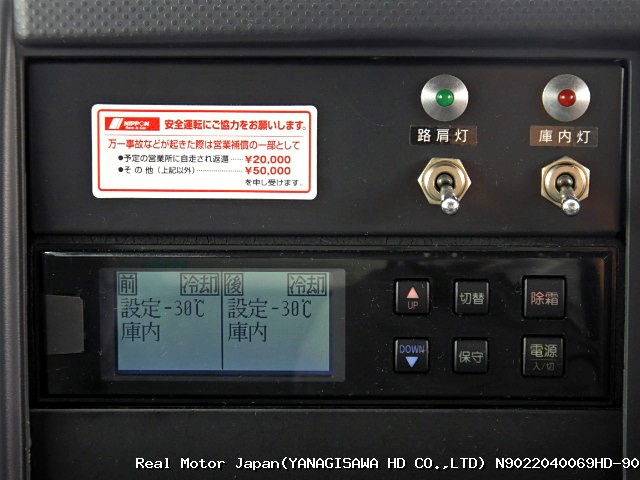 NIPPON 安全運転にご協力をお願いします。
Rent-A-Car
万一事故などが起きた際は営業補償の一部として
●予定の営業所に自走され返還……¥20,000
●その他（上記以外）……………¥50,000
を申し受けます。
路肩灯 庫内灯
前 冷却 後 冷却
設定-30℃ 設定-30℃
庫内 庫内
UP 切替 除霜
DOWN 保守 電源
入/切
Real Motor Japan(YANAGISAWA HD CO.,LTD) N9022040069HD-90